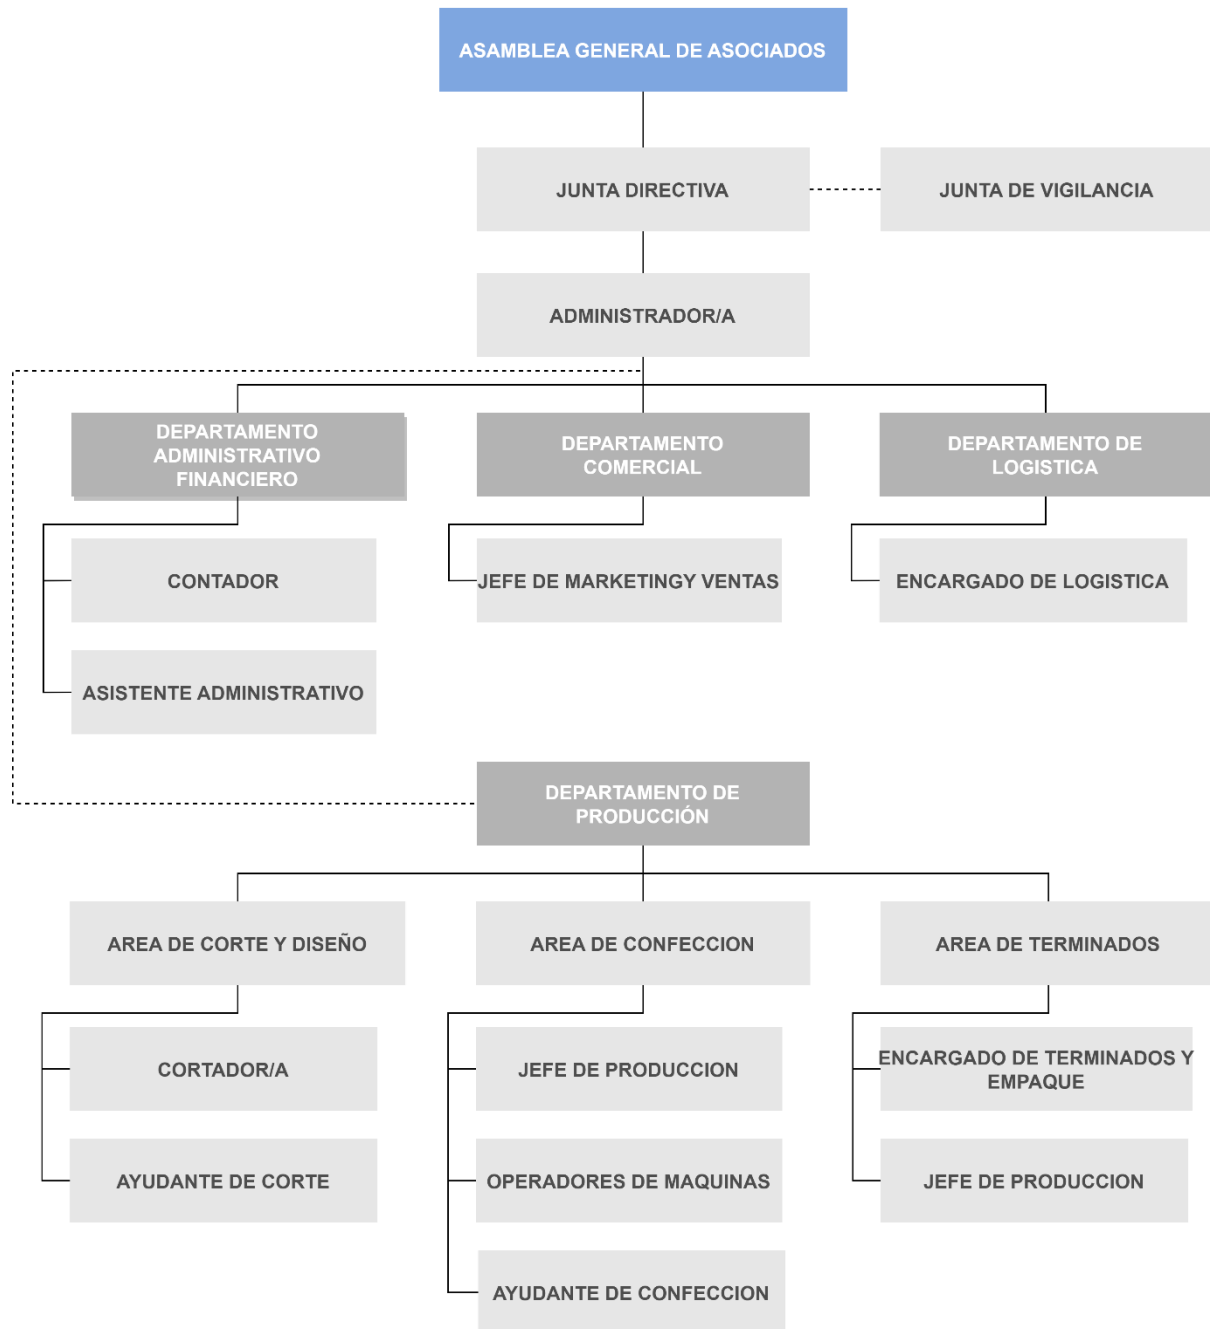 ASAMBLEA GENERAL DE ASOCIADOS
JUNTA DIRECTIVA
JUNTA DE VIGILANCIA
ADMINISTRADOR/A
DEPARTAMENTO
ADMINISTRATIVO
FINANCIERO
DEPARTAMENTO
COMERCIAL
DEPARTAMENTO DE
LOGISTICA
CONTADOR
JEFE DE MARKETINGY VENTAS
ENCARGADO DE LOGISTICA
ASISTENTE ADMINISTRATIVO
DEPARTAMENTO DE
PRODUCCIÓN
AREA DE CORTE Y DISEÑO
AREA DE CONFECCION
AREA DE TERMINADOS
CORTADOR/A
JEFE DE PRODUCCION
ENCARGADO DE TERMINADOS Y
EMPAQUE
AYUDANTE DE CORTE
OPERADORES DE MAQUINAS
JEFE DE PRODUCCION
AYUDANTE DE CONFECCION